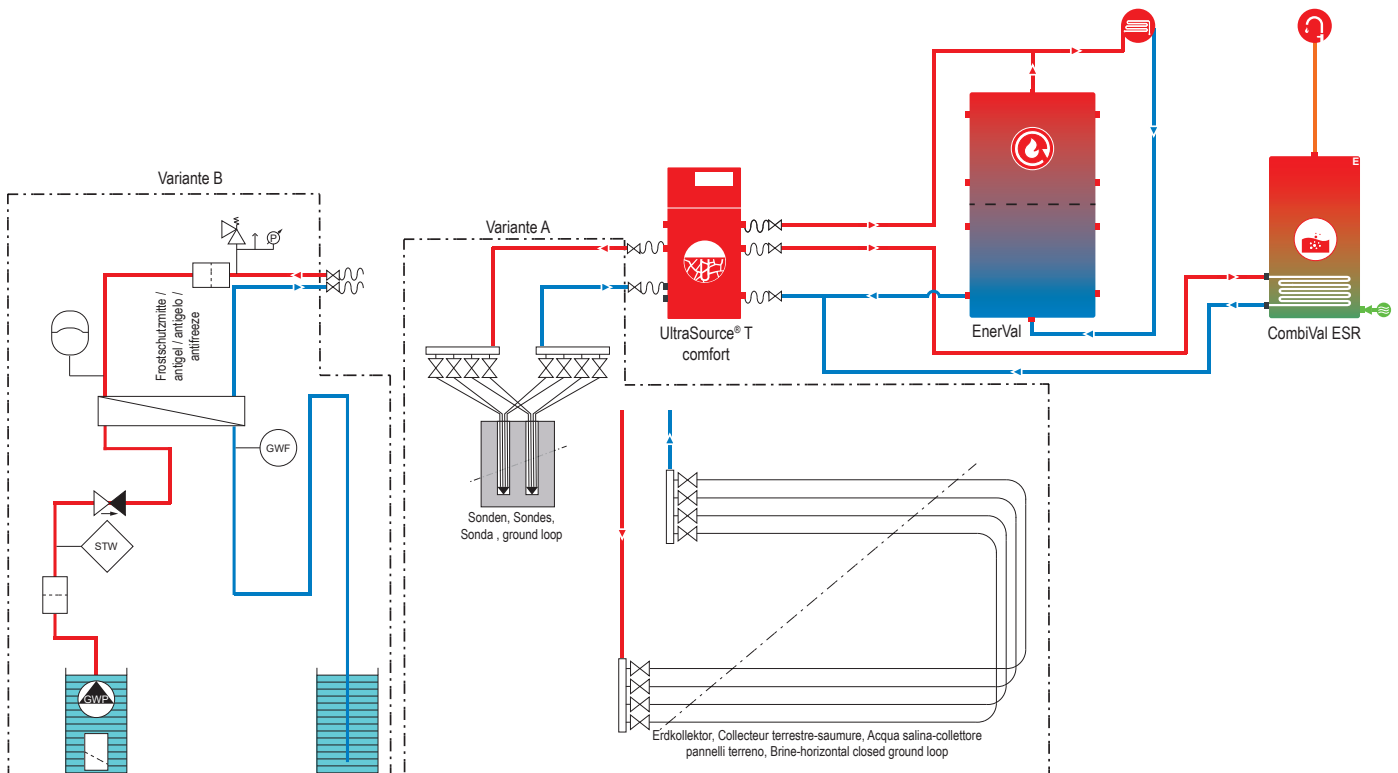 Variante B
Variante A
P
Frostschutzmitte /
antigel / antigelo /
antifreeze
GWF
STW
GWP
Sonden, Sondes,
Sonda , ground loop
UltraSource® T
comfort
EnerVal
1
E
CombiVal ESR
Erdkollektor, Collecteur terrestre-saumure, Acqua salina-collettore
pannelli terreno, Brine-horizontal closed ground loop